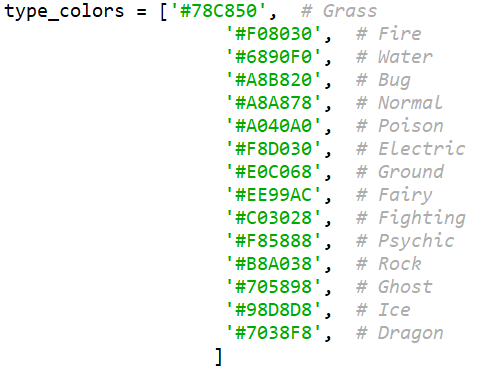 type_colors = ['#78C850',  # Grass
                    '#F08030',  # Fire
                    '#6890F0',  # Water
                    '#A8B820',  # Bug
                    '#A8A878',  # Normal
                    '#A040A0',  # Poison
                    '#F8D030',  # Electric
                    '#E0C068',  # Ground
                    '#EE99AC',  # Fairy
                    '#C03028',  # Fighting
                    '#F85888',  # Psychic
                    '#B8A038',  # Rock
                    '#705898',  # Ghost
                    '#98D8D8',  # Ice
                    '#7038F8',  # Dragon
                   ]